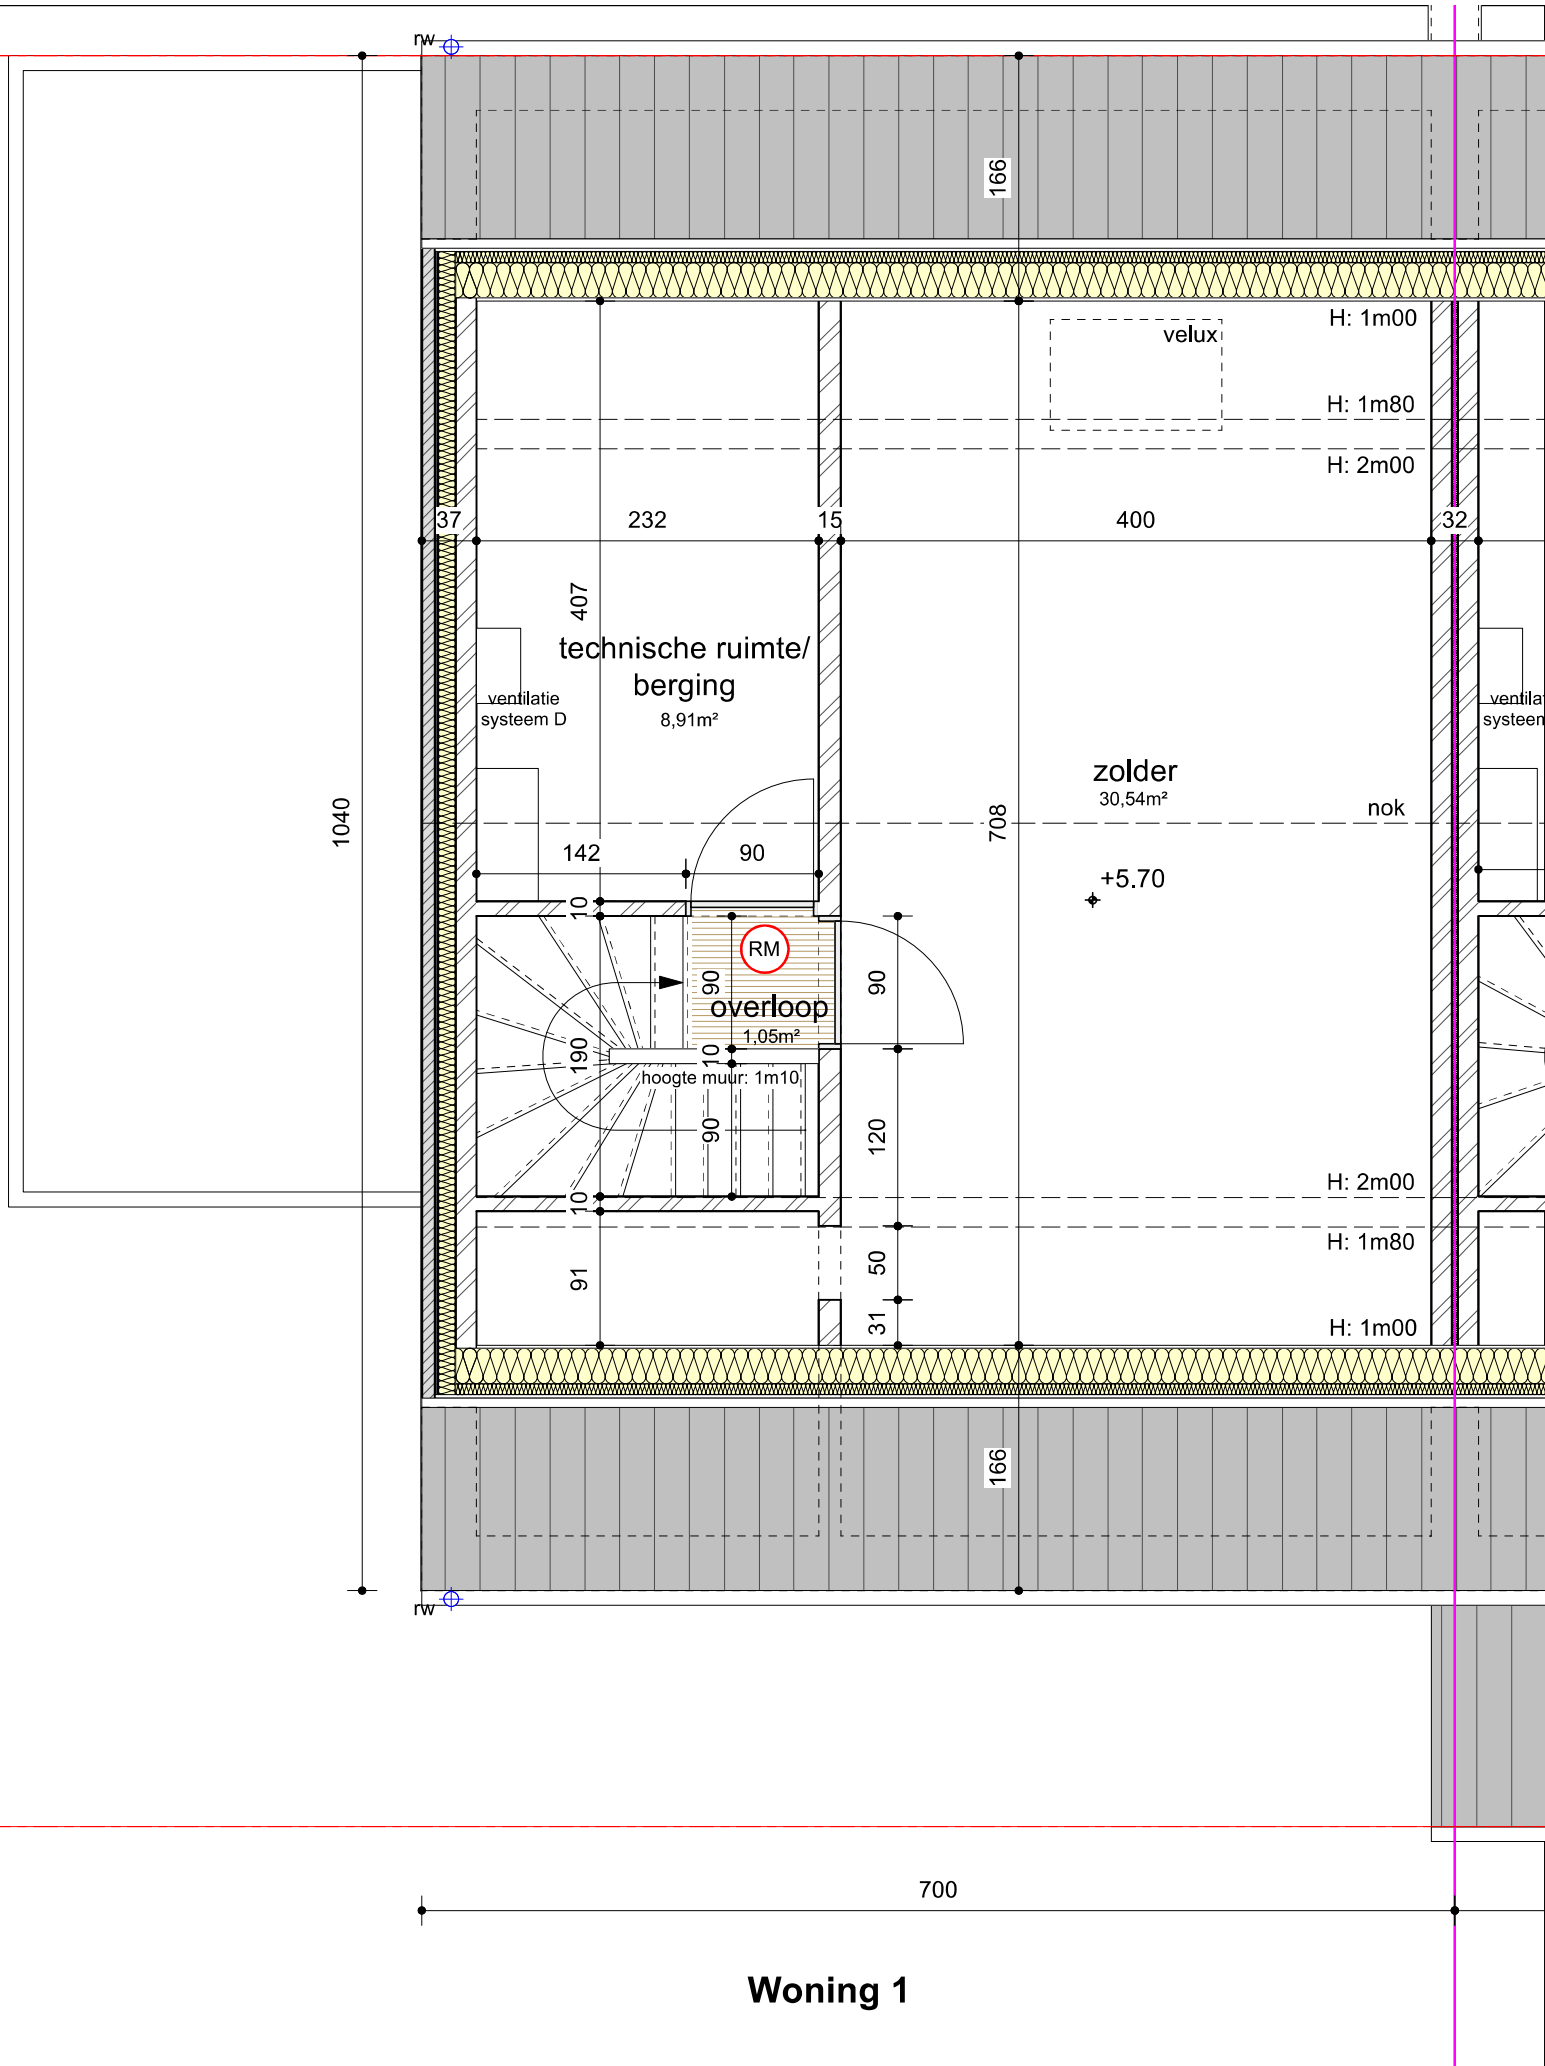 rw
166
velux
H: 1m00
H: 1m80
H: 2m00
37
232
15
400
32
407
technische ruimte/
berging
8,91m²
ventilatie
systeem D
ventilat
systeem
1040
zolder
30,54m²
708
nok
142
90
+5.70
10
RM
90
90
overloop
1,05m²
190
10
hoogte muur: 1m10
90
120
10
H: 2m00
H: 1m80
91
50
31
H: 1m00
166
rw
700
Woning 1